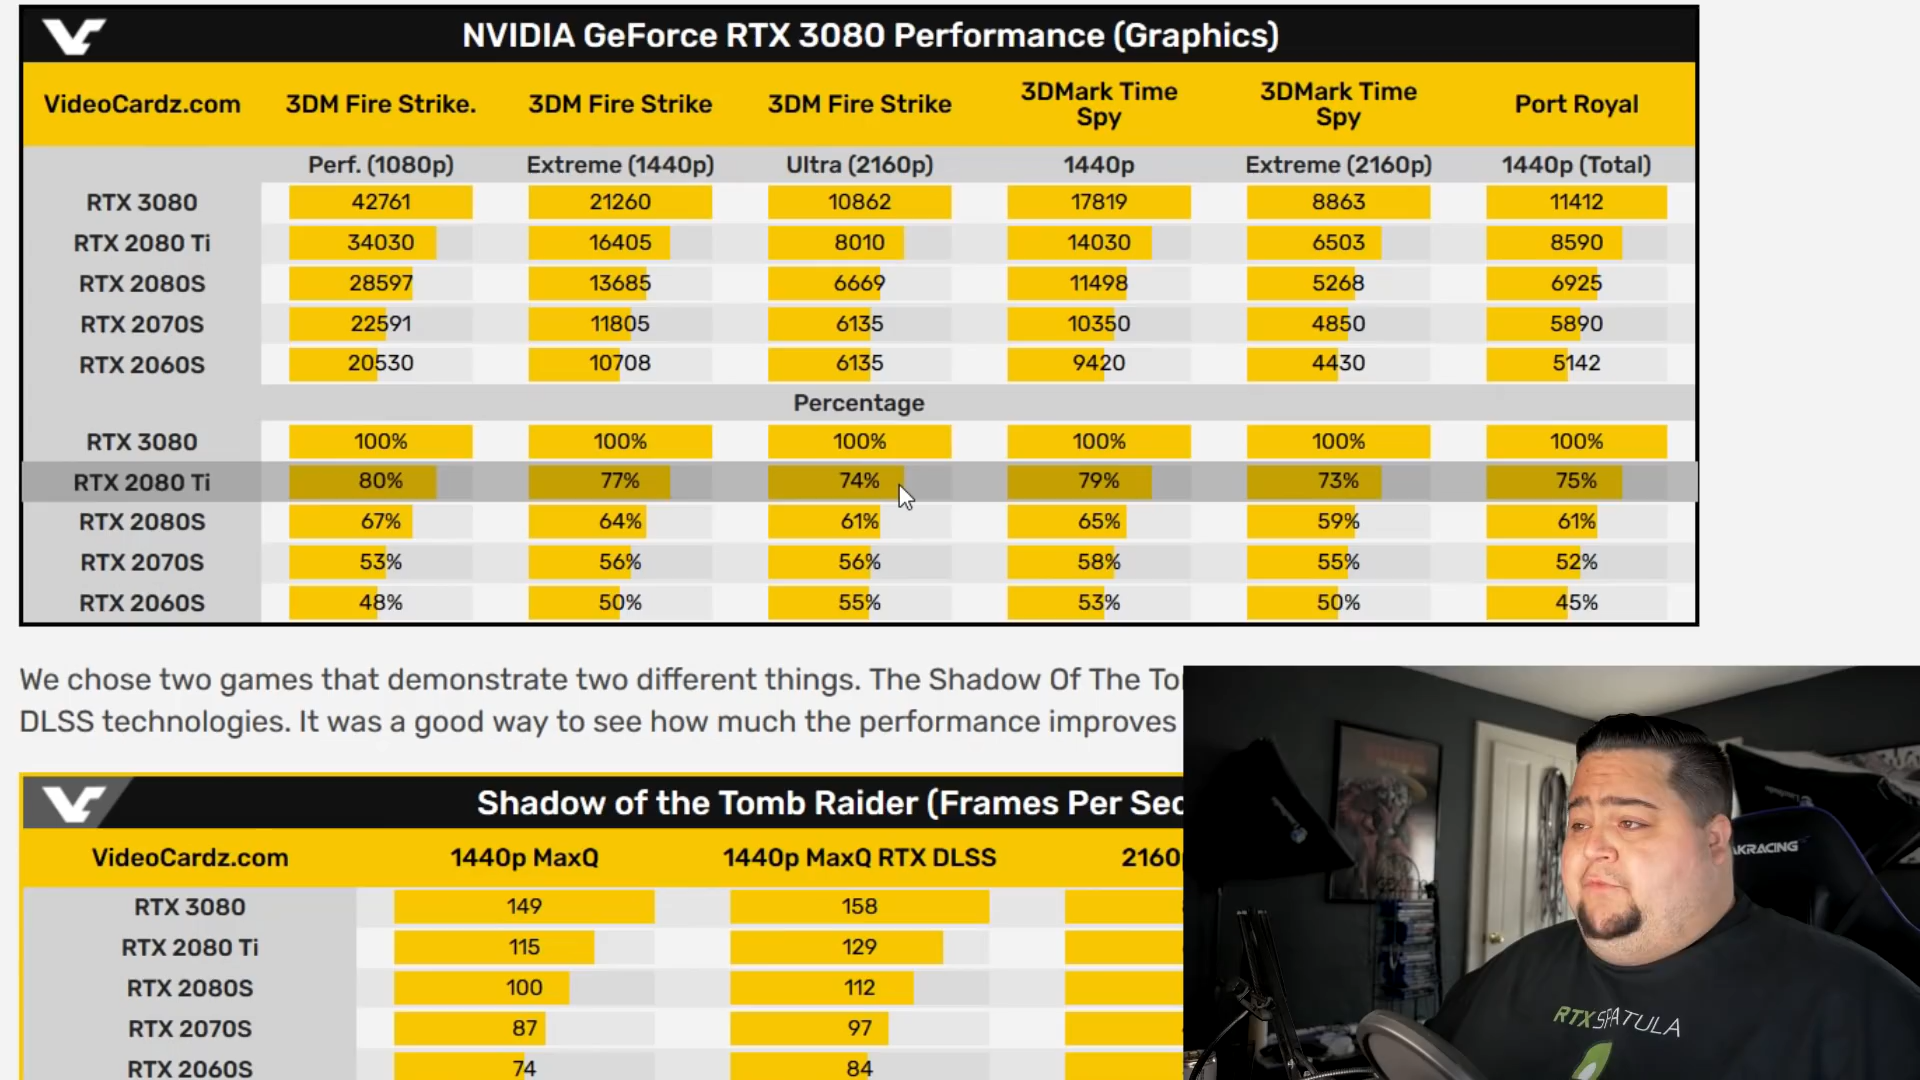 NVIDIA GeForce RTX 3080 Performance (Graphics)
VideoCardz.com 3DM Fire Strike. 3DM Fire Strike 3DM Fire Strike 3DMark Time Spy 3DMark Time Spy Port Royal
Perf. (1080p) Extreme (1440p) Ultra (2160p) 1440p Extreme (2160p) 1440p (Total)
RTX 3080 42761 21260 10862 17819 8863 11412
RTX 2080 Ti 34030 16405 8010 14030 6503 8590
RTX 2080S 28597 13685 6669 11498 5268 6925
RTX 2070S 22591 11805 6135 10350 4850 5890
RTX 2060S 20530 10708 6135 9420 4430 5142
Percentage
RTX 3080 100% 100% 100% 100% 100% 100%
RTX 2080 Ti 80% 77% 74% 79% 73% 75%
RTX 2080S 67% 64% 61% 65% 59% 61%
RTX 2070S 53% 56% 56% 58% 55% 52%
RTX 2060S 48% 50% 55% 53% 50% 45%
We chose two games that demonstrate two different things. The Shadow Of The To
DLSS technologies. It was a good way to see how much the performance improves
Shadow of the Tomb Raider (Frames Per Sec
VideoCardz.com 1440p MaxQ 1440p MaxQ RTX DLSS 2160
RTX 3080 149 158
RTX 2080 Ti 115 129
RTX 2080S 100 112
RTX 2070S 87 97
RTX 2060S 74 84
AKRACING
RTXSPATULA